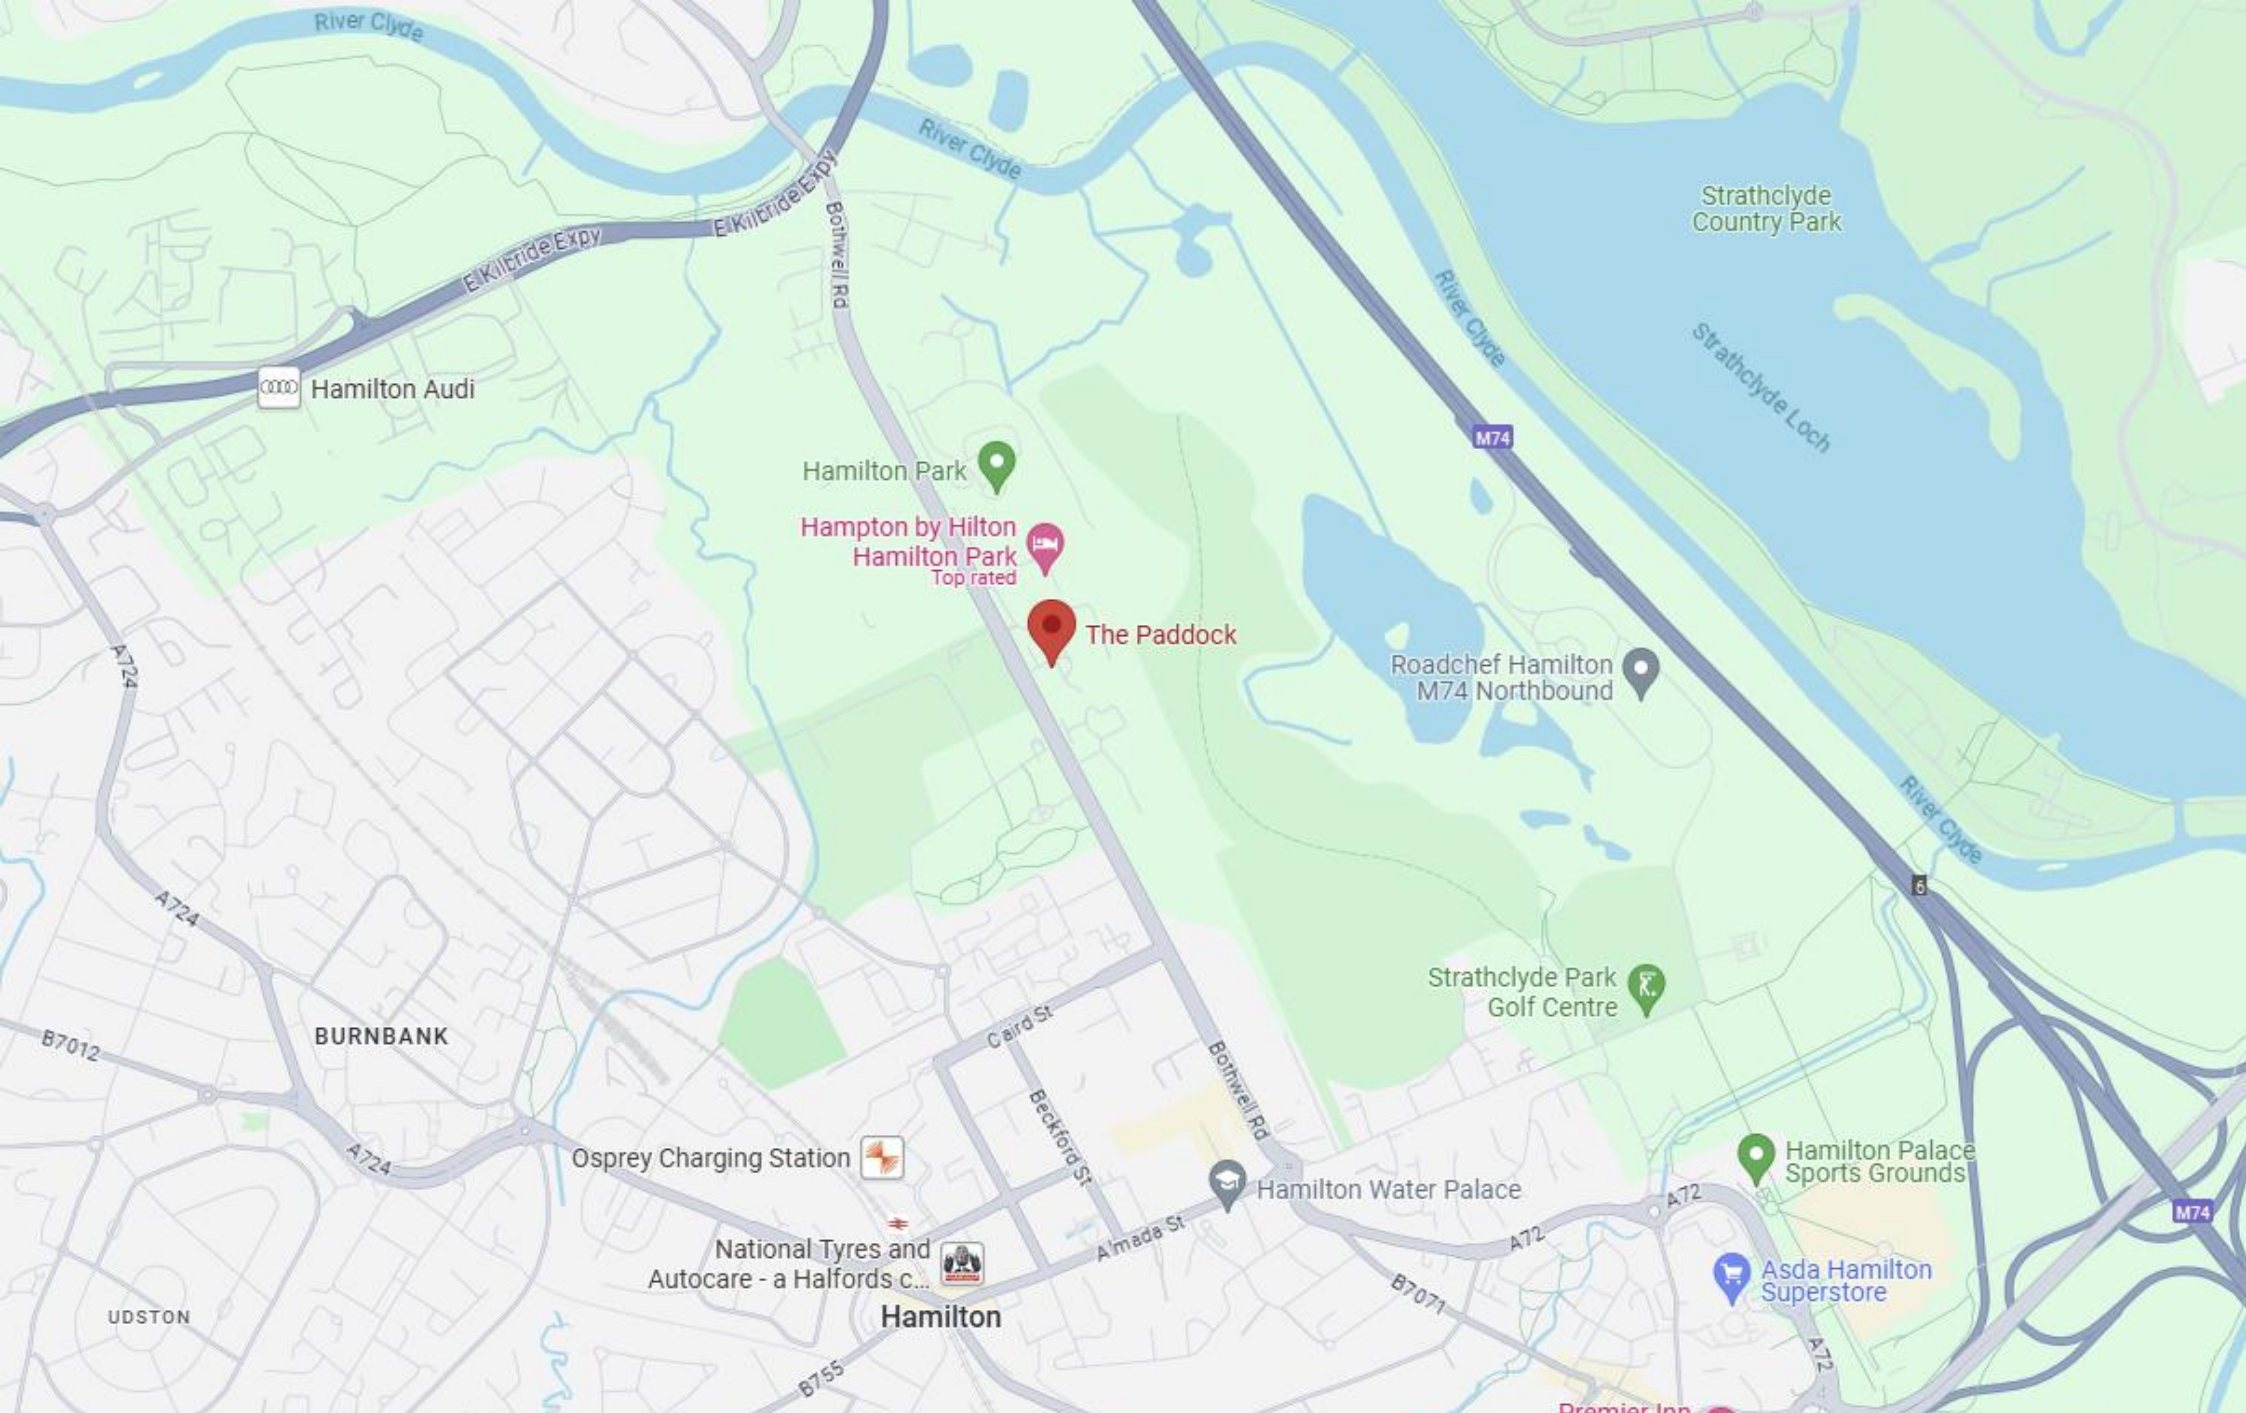 River Clyde
River Clyde
E Kilbride Expy
E Kilbride Expy
Bothwell Rd
Strathclyde
Country Park
River Clyde
Strathclyde Loch
Hamilton Audi
M74
Hamilton Park
Hampton by Hilton
Hamilton Park
Top rated
The Paddock
A724
Roadchef Hamilton
M74 Northbound
River Clyde
6
A724
Strathclyde Park
Golf Centre
BURNBANK
B7012
Caird St
Bothwell Rd
Beckford St
A724
Osprey Charging Station
Hamilton Palace
Sports Grounds
Hamilton Water Palace
A72
M74
Almada St
A72
National Tyres and
Autocare - a Halfords c...
Asda Hamilton
Superstore
B7071
UDSTON
Hamilton
A72
B755
Premier Inn